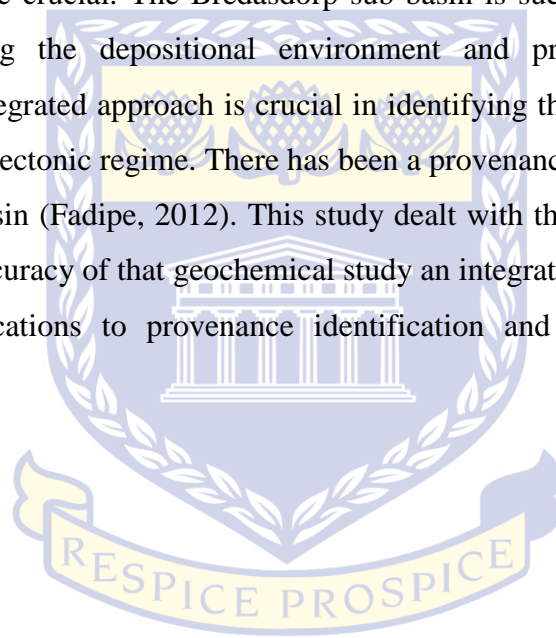 crucial. The Bredasdorp sub-basin is suc
the depositional environment and pr
tegrated approach is crucial in identifying th
ectonic regime. There has been a provenanc
sin (Fadipe, 2012). This study dealt with th
curacy of that geochemical study an integrat
cations to provenance identification and
RESPICE PROSPICE